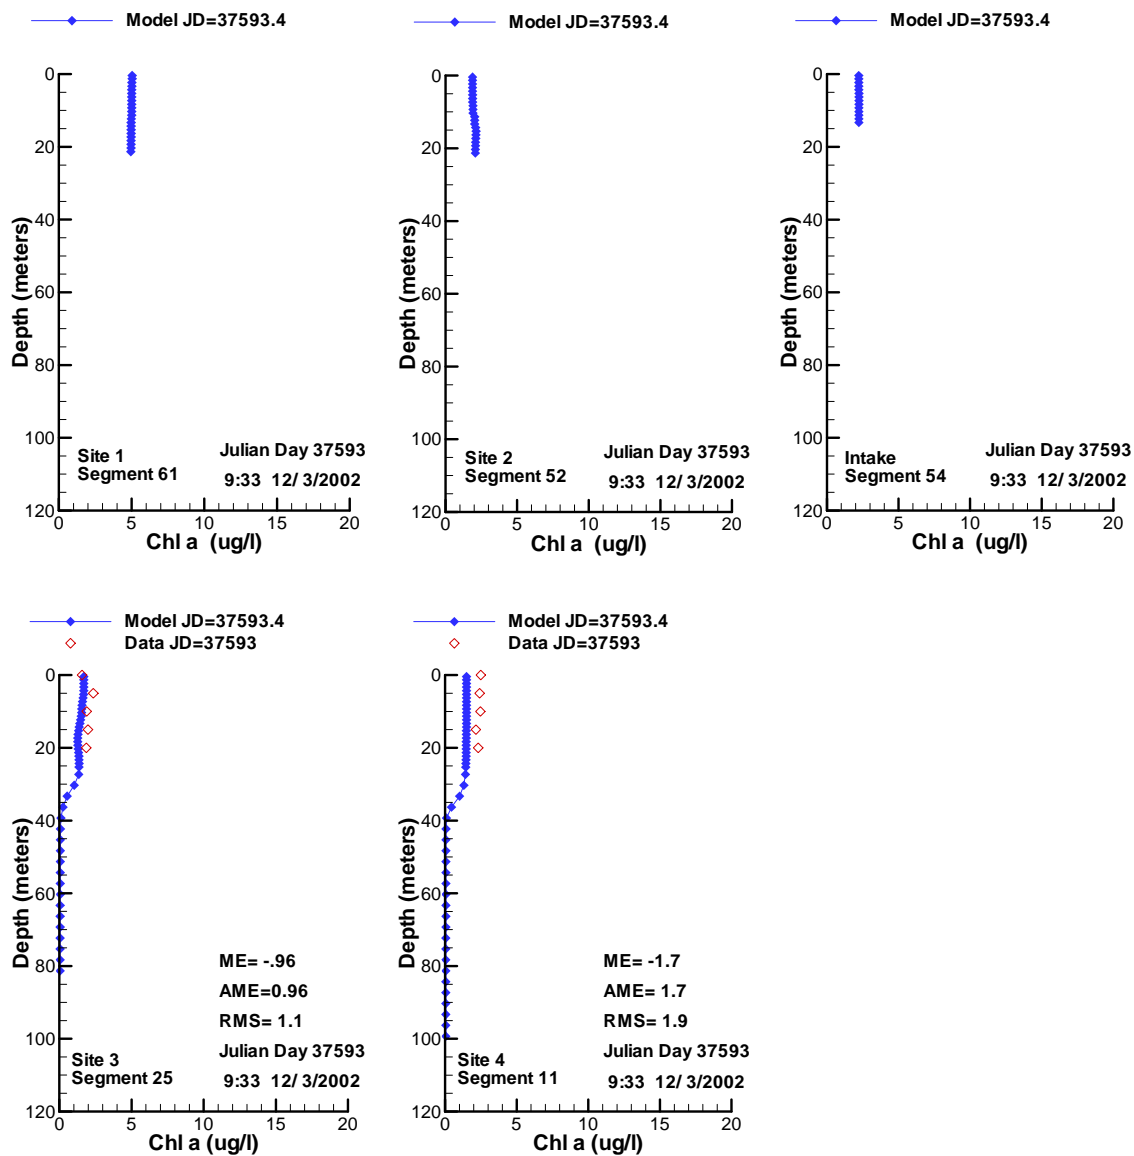 Model JD=37593.4
0
20
40
60
80
100
120
Depth (meters)
Site 1
Segment 61
Julian Day 37593
9:33 12/ 3/2002
0 5 10 15 20
Chl a (ug/l)
Model JD=37593.4
0
20
40
60
80
100
120
Depth (meters)
Site 2
Segment 52
Julian Day 37593
9:33 12/ 3/2002
0 5 10 15 20
Chl a (ug/l)
Model JD=37593.4
0
20
40
60
80
100
120
Depth (meters)
Intake
Segment 54
Julian Day 37593
9:33 12/ 3/2002
0 5 10 15 20
Chl a (ug/l)
Model JD=37593.4
Data JD=37593
0
20
40
60
80
100
120
Depth (meters)
ME= -.96
AME=0.96
RMS= 1.1
Site 3
Segment 25
Julian Day 37593
9:33 12/ 3/2002
0 5 10 15 20
Chl a (ug/l)
Model JD=37593.4
Data JD=37593
0
20
40
60
80
100
120
Depth (meters)
ME= -1.7
AME= 1.7
RMS= 1.9
Site 4
Segment 11
Julian Day 37593
9:33 12/ 3/2002
0 5 10 15 20
Chl a (ug/l)